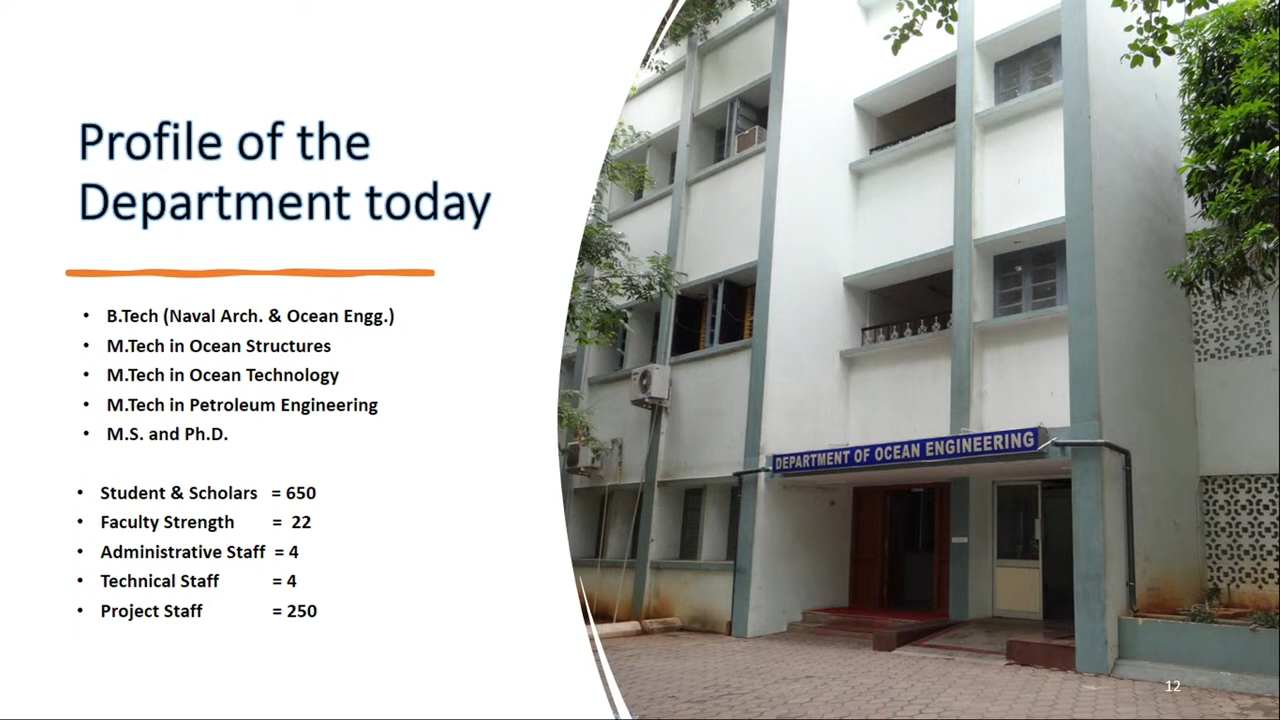 Profile of the
Department today
• B.Tech (Naval Arch. & Ocean Engg.)
• M.Tech in Ocean Structures
• M.Tech in Ocean Technology
• M.Tech in Petroleum Engineering
• M.S. and Ph.D.
• Student & Scholars = 650
• Faculty Strength = 22
• Administrative Staff = 4
• Technical Staff = 4
• Project Staff = 250
DEPARTMENT OF OCEAN ENGINEERING
12